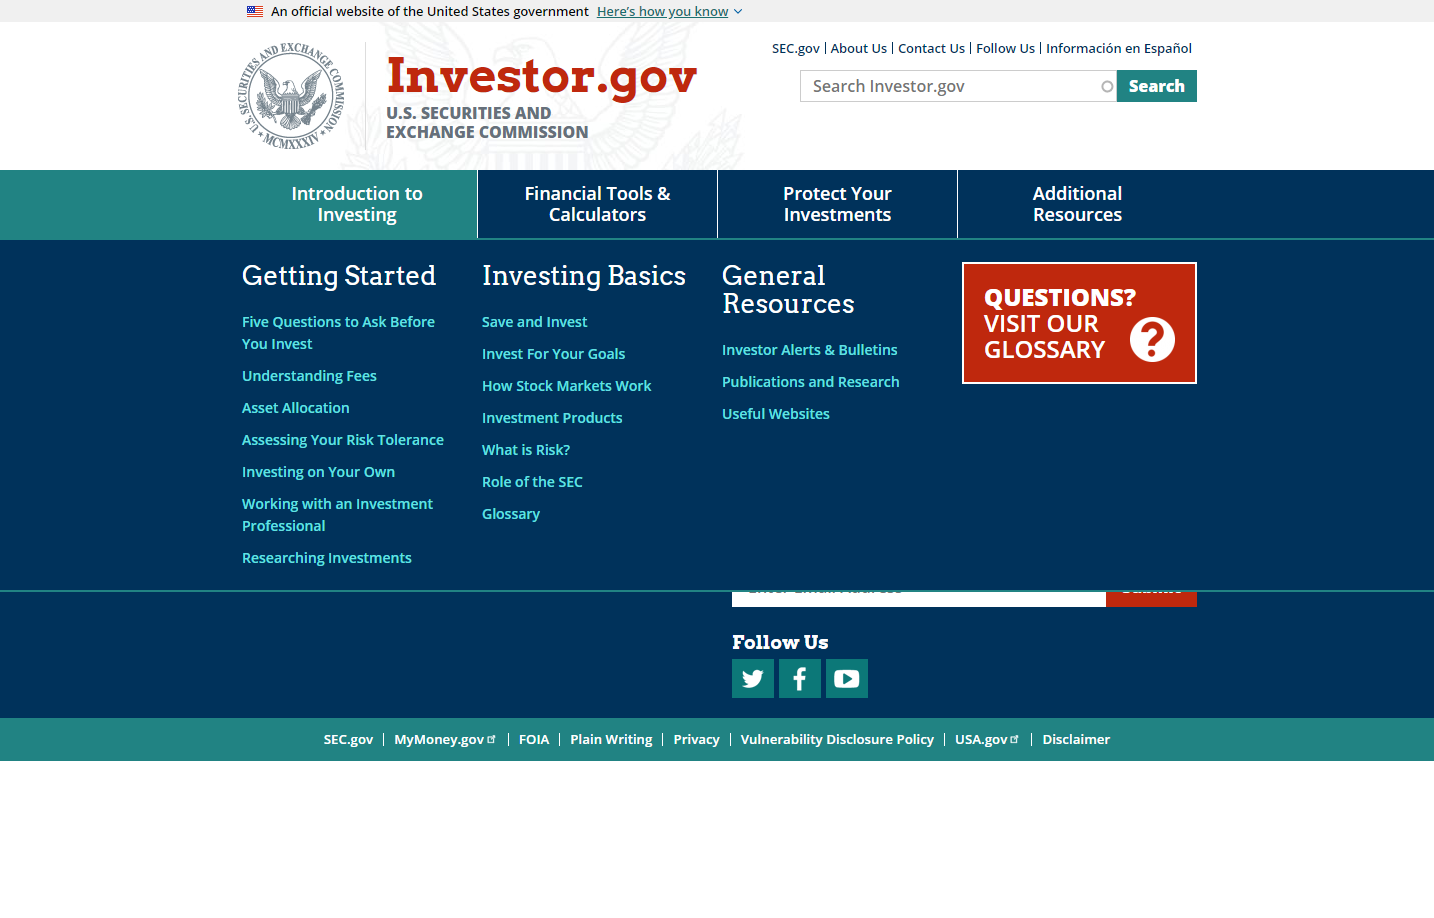 An official website of the United States government Here's how you know
SEC.gov About Us Contact Us Follow Us Información en Español
U.S. SECURITIES AND EXCHANGE COMMISSION MCMXXXIV
Investor.gov
U.S. SECURITIES AND
EXCHANGE COMMISSION
Search Investor.gov Search
Introduction to
Investing
Financial Tools &
Calculators
Protect Your
Investments
Additional
Resources
Getting Started
Five Questions to Ask Before
You Invest
Understanding Fees
Asset Allocation
Assessing Your Risk Tolerance
Investing on Your Own
Working with an Investment
Professional
Researching Investments
Investing Basics
Save and Invest
Invest For Your Goals
How Stock Markets Work
Investment Products
What is Risk?
Role of the SEC
Glossary
General
Resources
Investor Alerts & Bulletins
Publications and Research
Useful Websites
QUESTIONS?
VISIT OUR
GLOSSARY
?
Follow Us
SEC.gov MyMoney.gov FOIA Plain Writing Privacy Vulnerability Disclosure Policy USA.gov Disclaimer